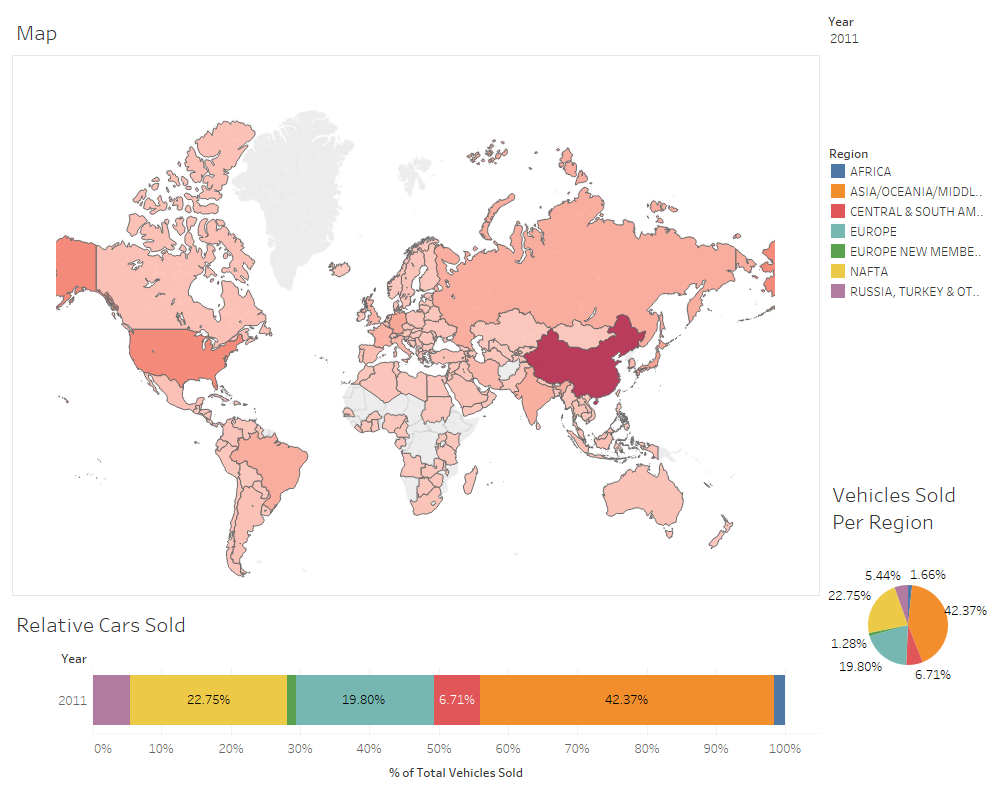 Map
Year
2011
Region
AFRICA
ASIA/OCEANIA/MIDDL..
CENTRAL & SOUTH AM..
EUROPE
EUROPE NEW MEMBE..
NAFTA
RUSSIA, TURKEY & OT..
Vehicles Sold
Per Region
5.44% 1.66%
22.75%
42.37%
1.28%
19.80%
6.71%
Relative Cars Sold
Year
2011
22.75% 19.80% 6.71% 42.37%
0% 10% 20% 30% 40% 50% 60% 70% 80% 90% 100%
% of Total Vehicles Sold